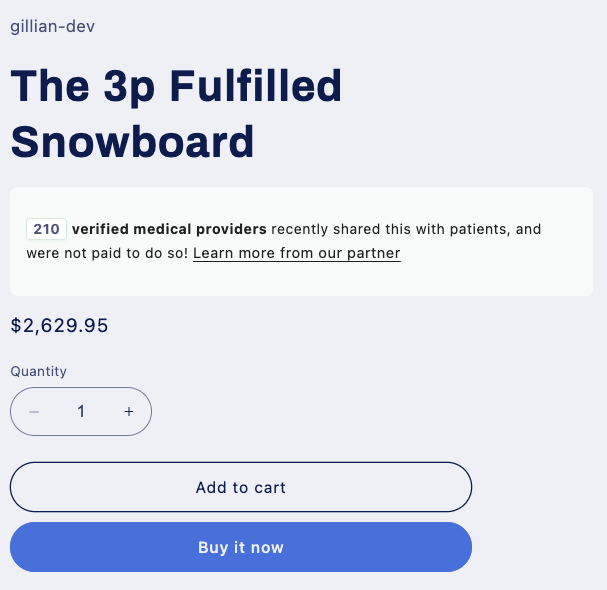 gillian-dev
The 3p Fulfilled
Snowboard
210 verified medical providers recently shared this with patients, and
were not paid to do so! Learn more from our partner
$2,629.95
Quantity
− 1 +
Add to cart
Buy it now